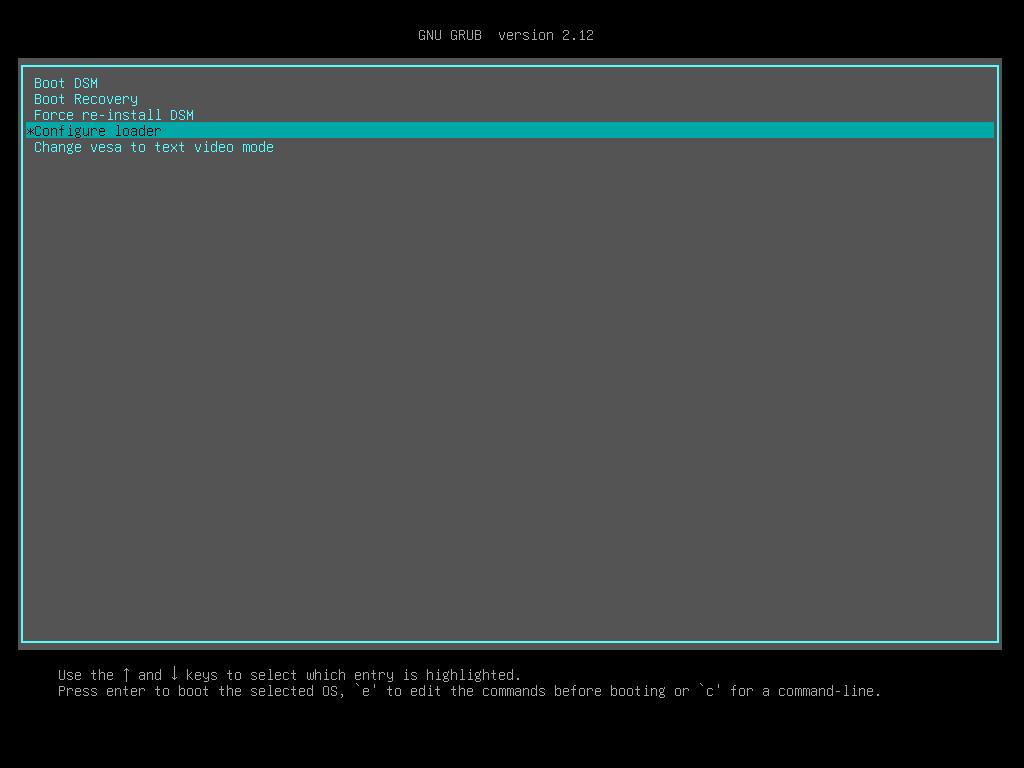 GNU GRUB  version 2.12
Boot DSM
Boot Recovery
Force re-install DSM
*Configure loader
Change vesa to text video mode
Use the ↑ and ↓ keys to select which entry is highlighted.
Press enter to boot the selected OS, `e' to edit the commands before booting or `c' for a command-line.